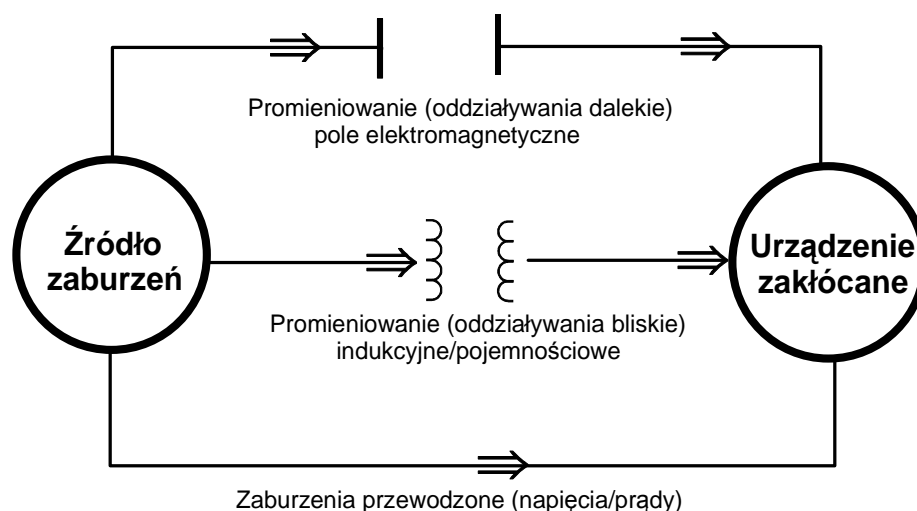 Promieniowanie (oddziaływania dalekie)
pole elektromagnetyczne
Źródło
zaburzeń
Urządzenie
zakłócane
Promieniowanie (oddziaływania bliskie)
indukcyjne/pojemnościowe
Zaburzenia przewodzone (napięcia/prądy)